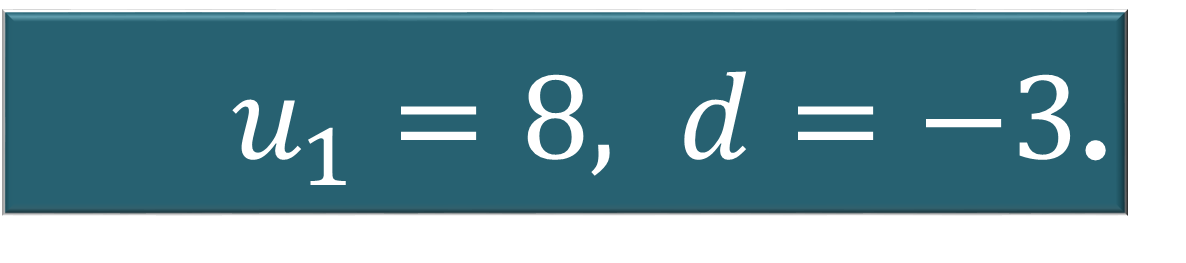 u₁ = 8, d = −3.